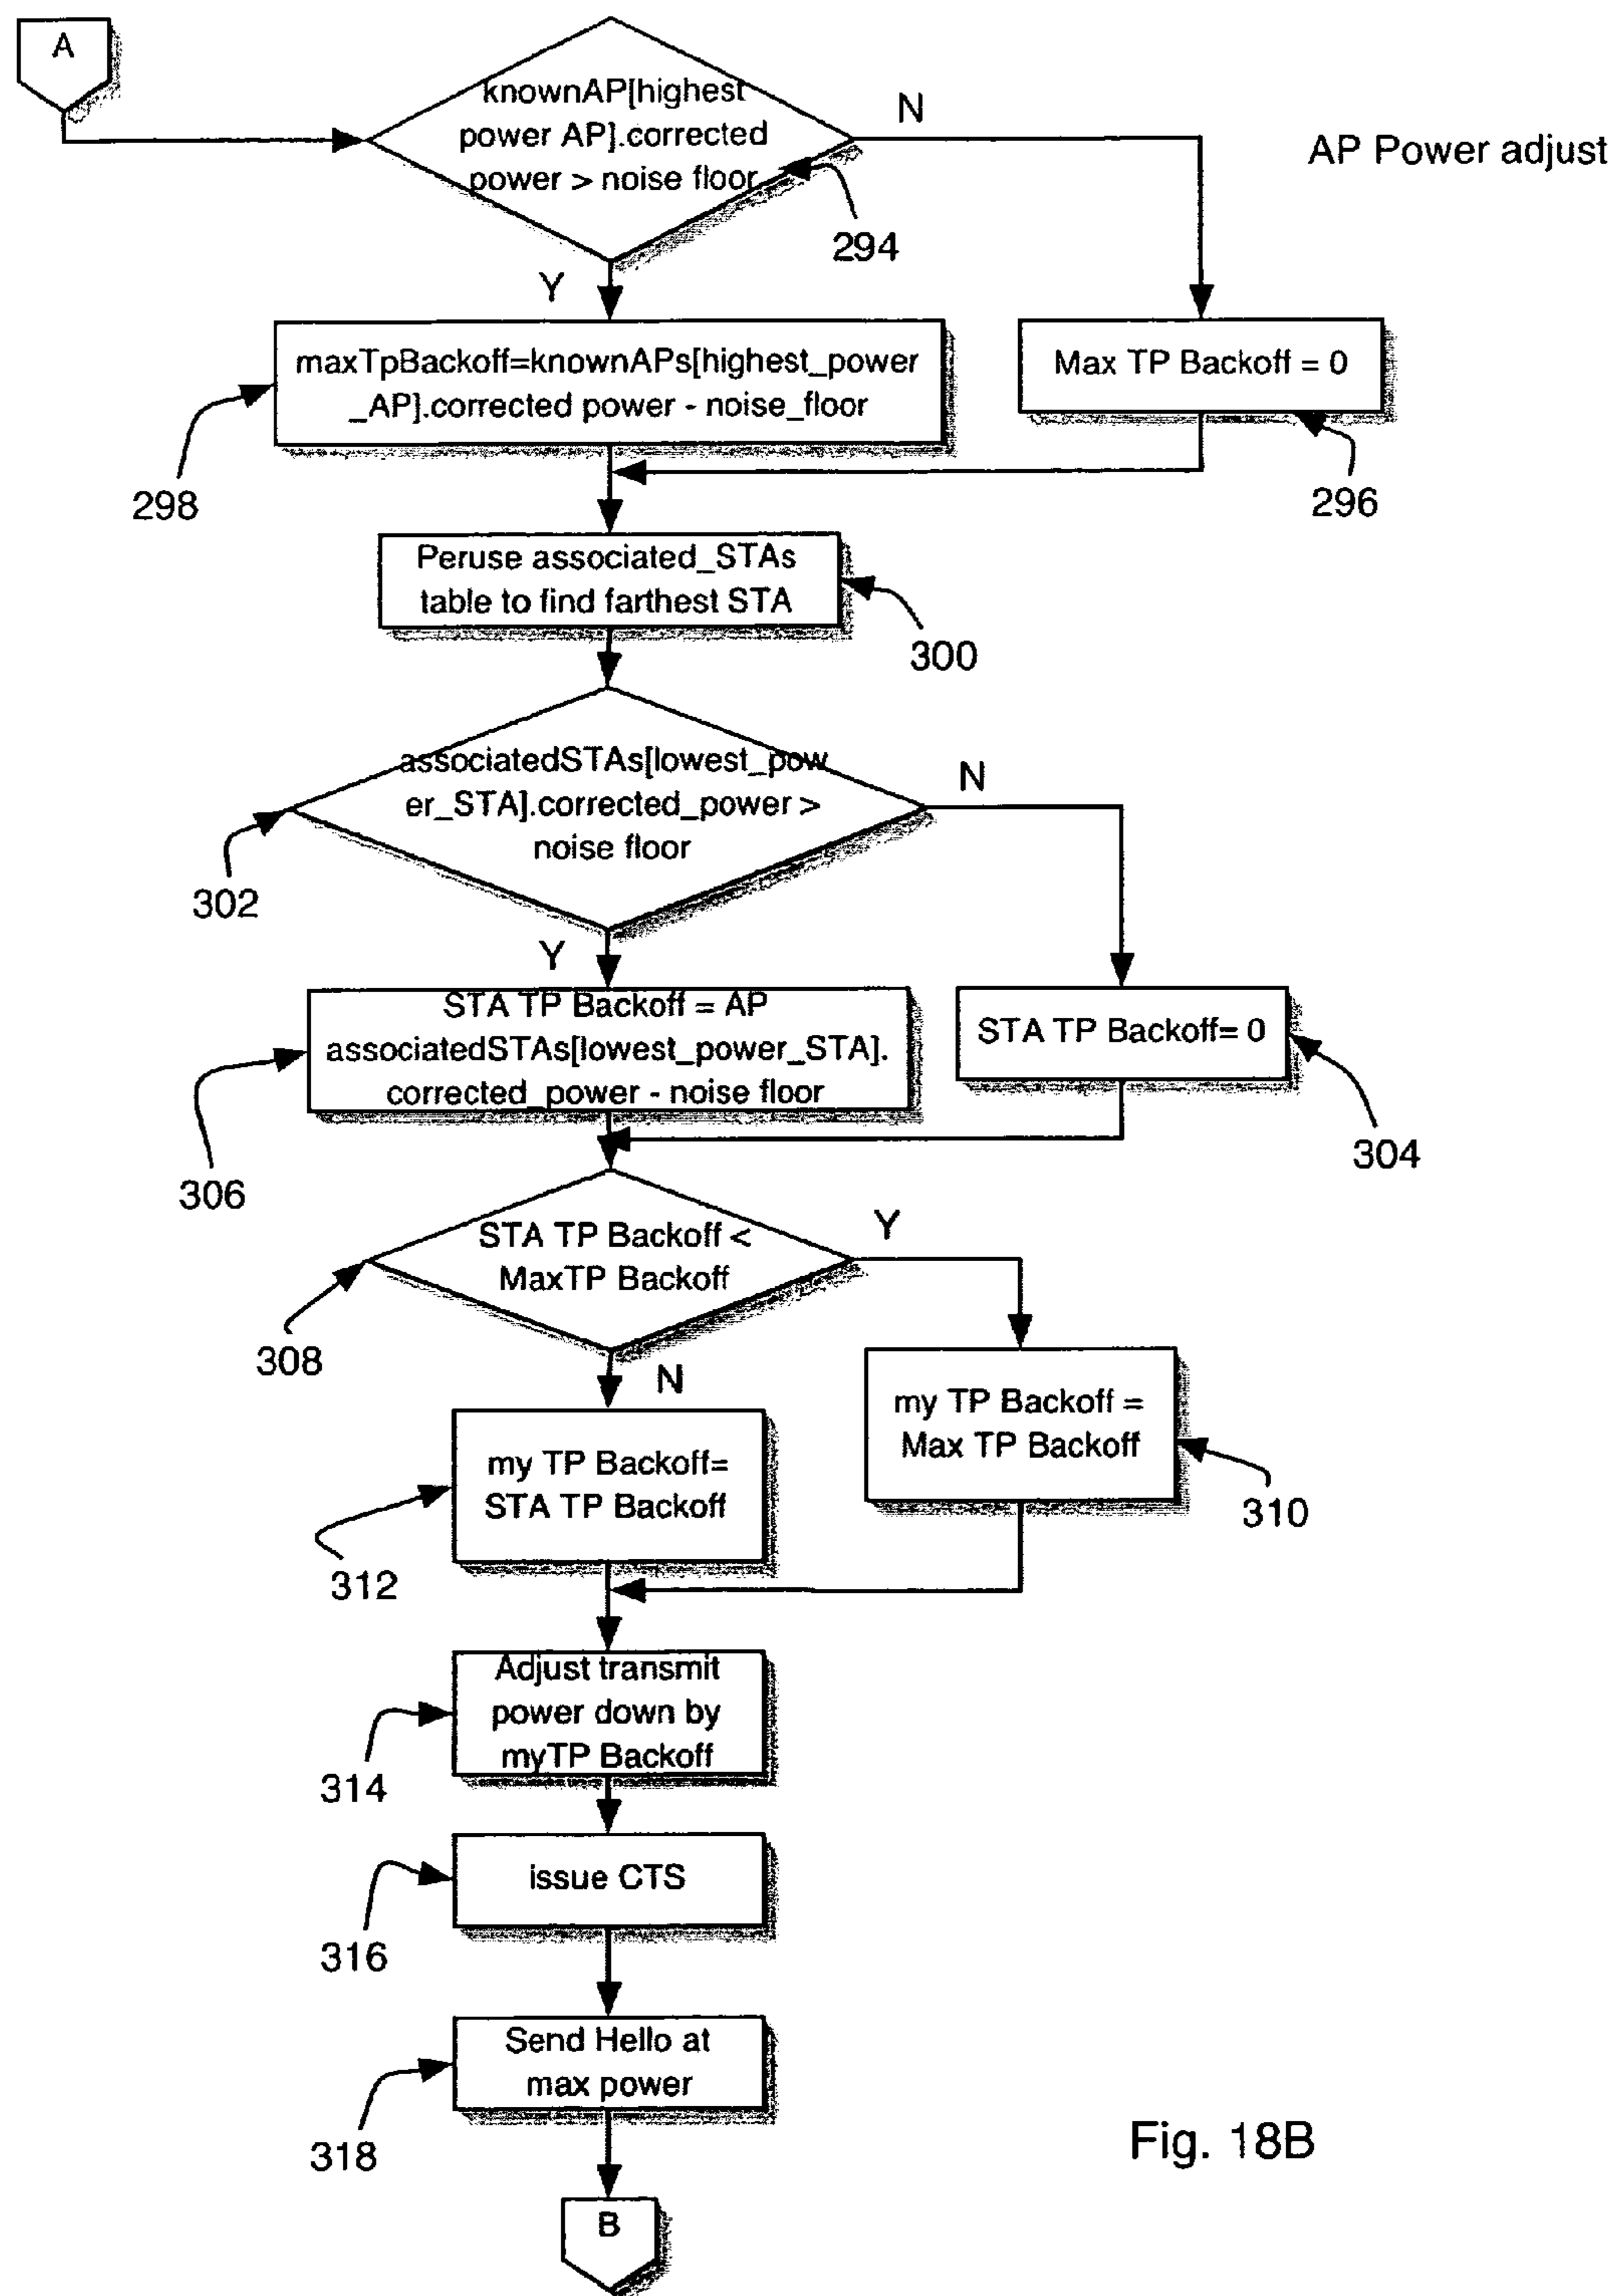 A
knownAP[highest
power AP].corrected
power > noise floor
N
AP Power adjust
294
Y
maxTpBackoff=knownAPs[highest_power
_AP].corrected power - noise_floor
Max TP Backoff = 0
298
296
Peruse associated_STAs
table to find farthest STA
300
associatedSTAs[lowest_pow
er_STA].corrected_power >
noise floor
N
302
Y
STA TP Backoff = AP
associatedSTAs[lowest_power_STA].
corrected_power - noise floor
STA TP Backoff= 0
306
304
STA TP Backoff <
MaxTP Backoff
Y
308
N
my TP Backoff =
Max TP Backoff
my TP Backoff=
STA TP Backoff
310
312
Adjust transmit
power down by
myTP Backoff
314
issue CTS
316
Send Hello at
max power
318
Fig. 18B
B